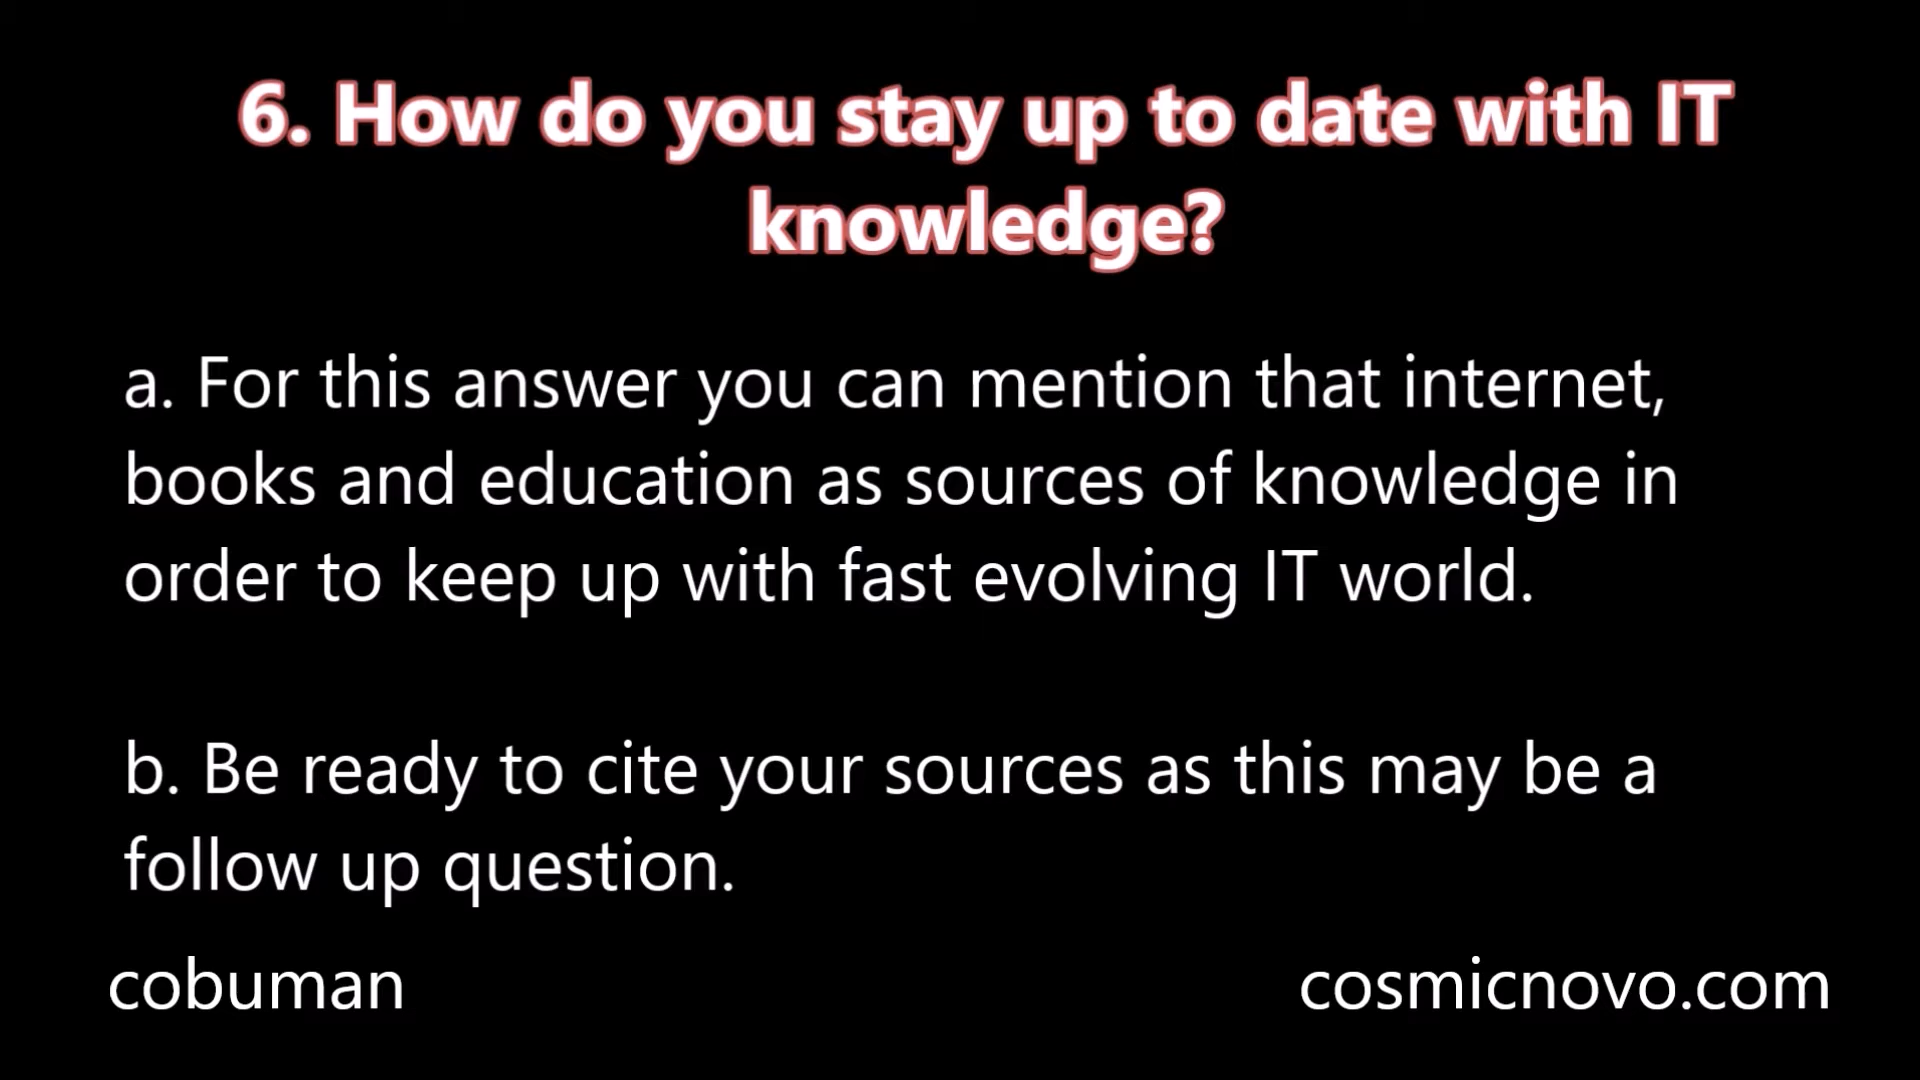 6. How do you stay up to date with IT
knowledge?
a. For this answer you can mention that internet,
books and education as sources of knowledge in
order to keep up with fast evolving IT world.
b. Be ready to cite your sources as this may be a
follow up question.
cobuman
cosmicnovo.com